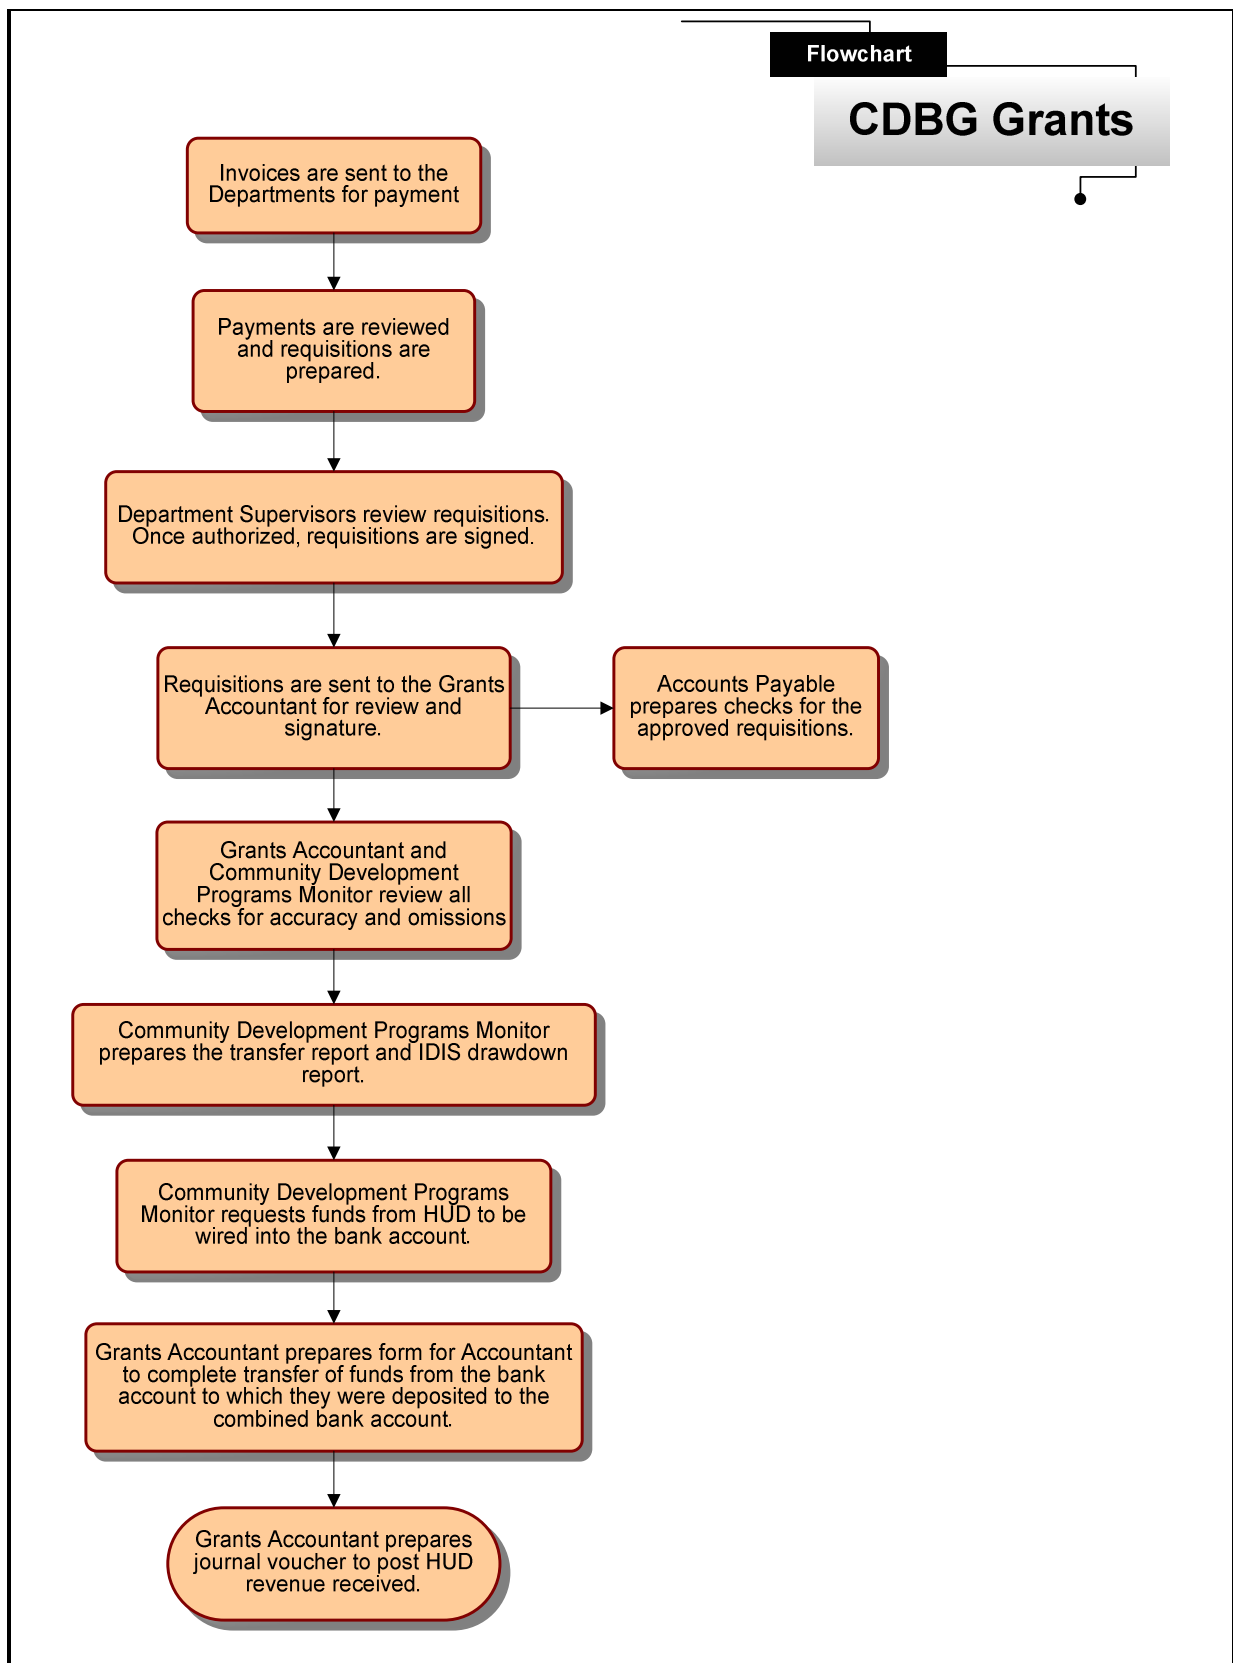 Flowchart
CDBG Grants
Invoices are sent to the
Departments for payment
Payments are reviewed
and requisitions are
prepared.
Department Supervisors review requisitions.
Once authorized, requisitions are signed.
Requisitions are sent to the Grants
Accountant for review and
signature.
Accounts Payable
prepares checks for the
approved requisitions.
Grants Accountant and
Community Development
Programs Monitor review all
checks for accuracy and omissions
Community Development Programs Monitor
prepares the transfer report and IDIS drawdown
report.
Community Development Programs
Monitor requests funds from HUD to be
wired into the bank account.
Grants Accountant prepares form for Accountant
to complete transfer of funds from the bank
account to which they were deposited to the
combined bank account.
Grants Accountant prepares
journal voucher to post HUD
revenue received.